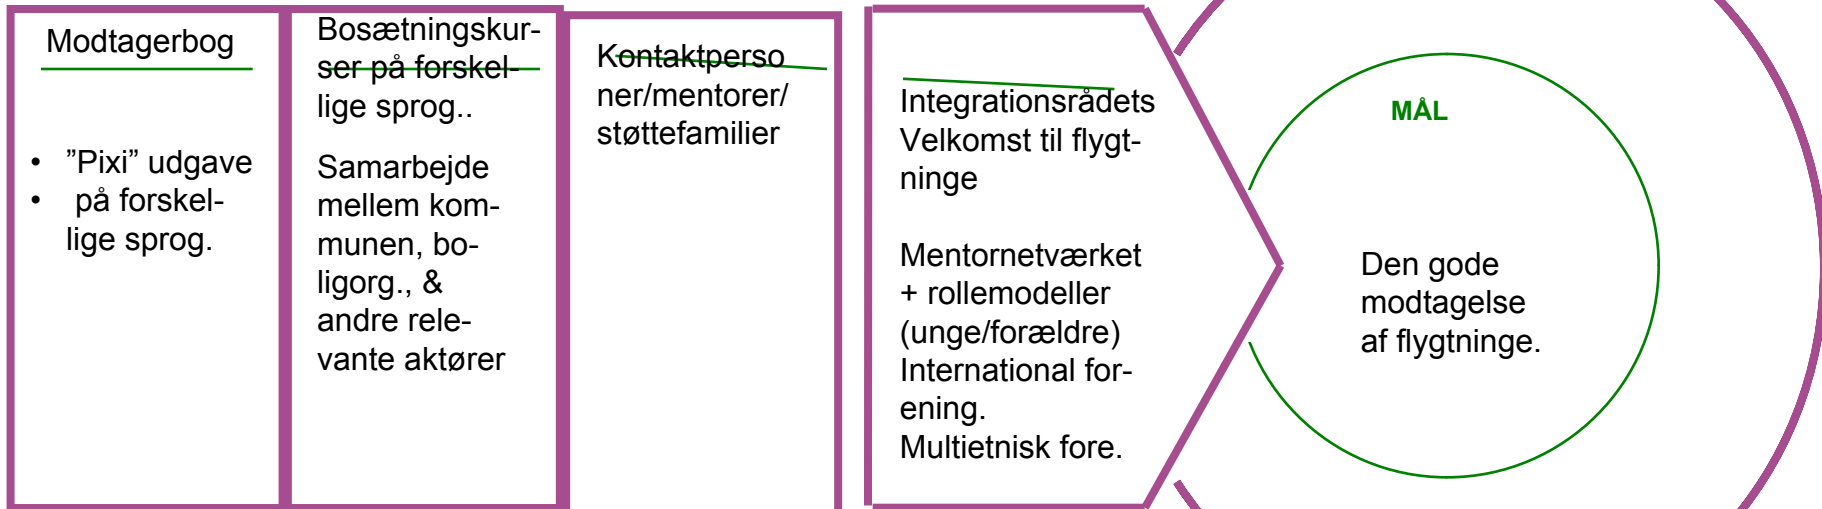 Modtagerbog
• "Pixi" udgave
• på forskel-
lige sprog.
Bosætningskur-
ser på forskel-
lige sprog..
Samarbejde
mellem kom-
munen, bo-
ligorg., &
andre rele-
vante aktører
Kontaktperso
ner/mentorer/
støttefamilier
Integrationsrådets
Velkomst til flygt-
ninge
Mentornetværket
+ rollemodeller
(unge/forældre)
International for-
ening.
Multietnisk fore.
MÅL
Den gode
modtagelse
af flygtninge.